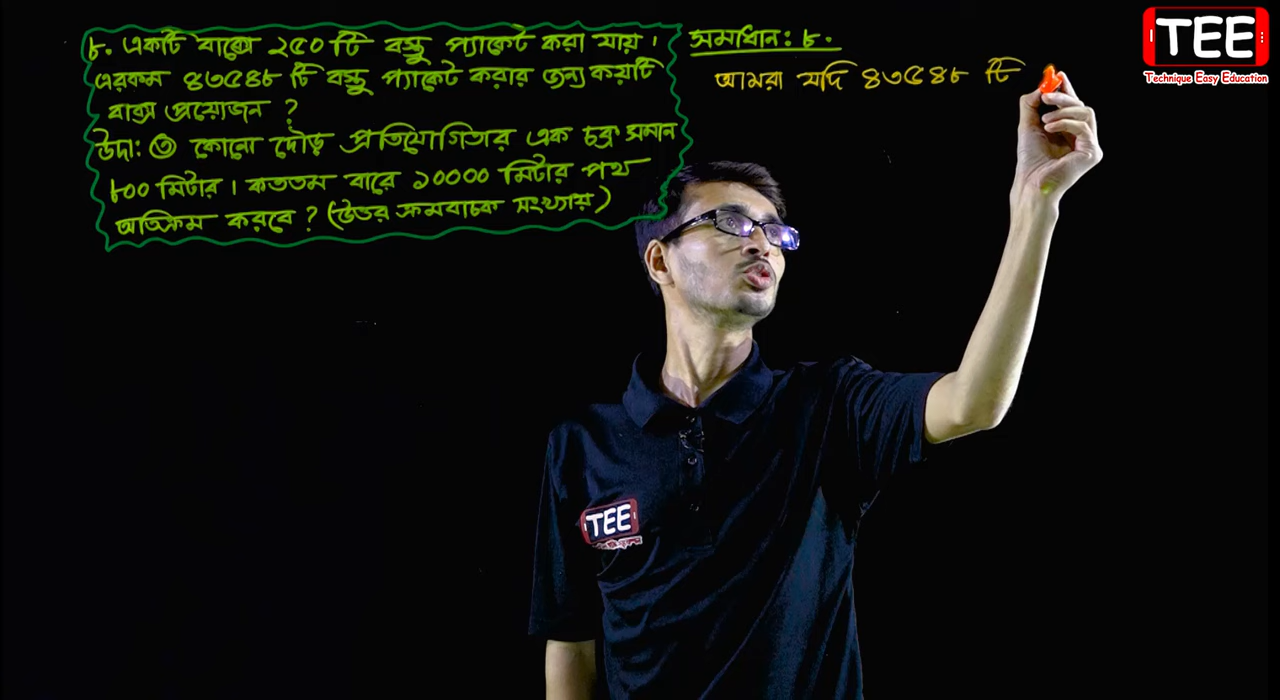 ৮. একটি বাক্সে ২৫০ টি বস্তু প্যাকেট করা যায়।
এরকম ৪৩৫৪৮ টি বস্তু প্যাকেট করার জন্য কয়টি
বাক্স প্রয়োজন ?
উদা: ৩ কোনো দৌড় প্রতিযোগিতার এক চক্র সমান
৮০০ মিটার। কততম বারে ১০০০০ মিটার পথ
অতিক্রম করবে ? (উত্তর ক্রমবাচক সংখ্যায়)
সমাধান: ৮.
আমরা যদি ৪৩৫৪৮ টি
TEE
Technique Easy Education
TEE